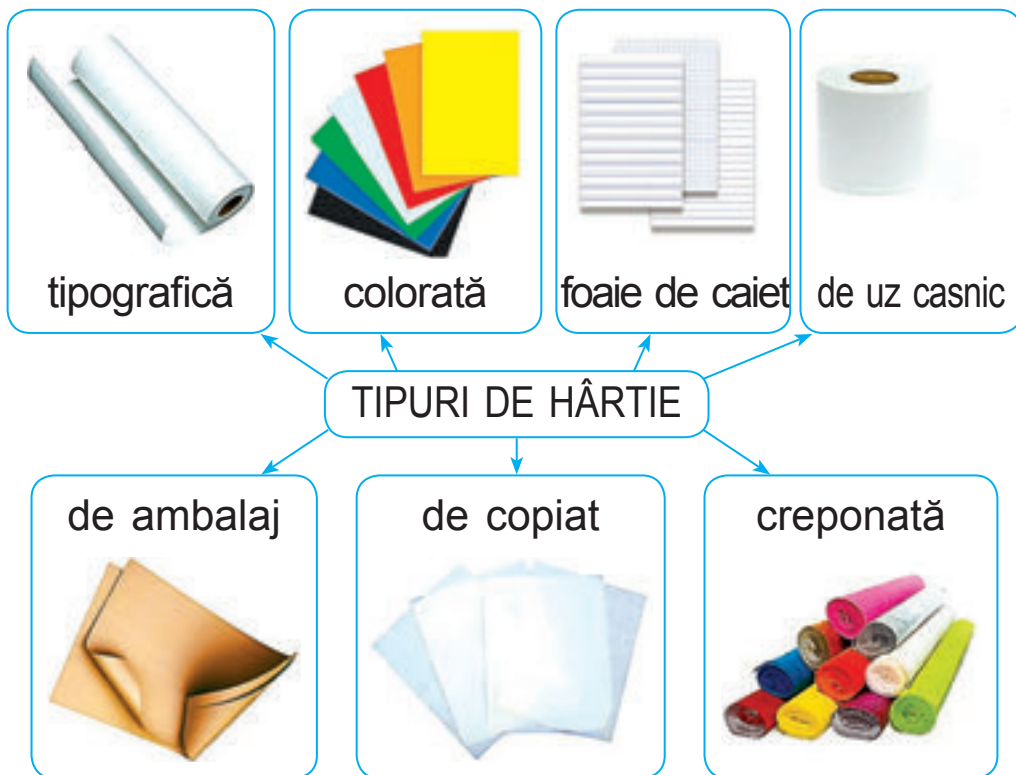 tipografică
colorată
foaie de caiet
de uz casnic
TIPURI DE HÂRTIE
de ambalaj
de copiat
creponată